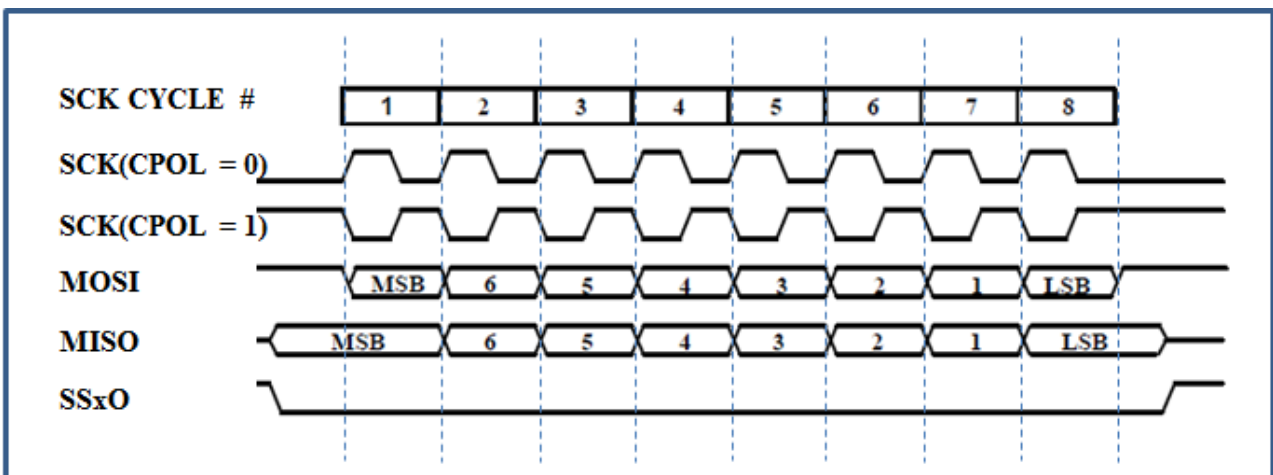 SCK CYCLE # 1 2 3 4 5 6 7 8
SCK(CPOL = 0)
SCK(CPOL = 1)
MOSI MSB 6 5 4 3 2 1 LSB
MISO MSB 6 5 4 3 2 1 LSB
SSxO